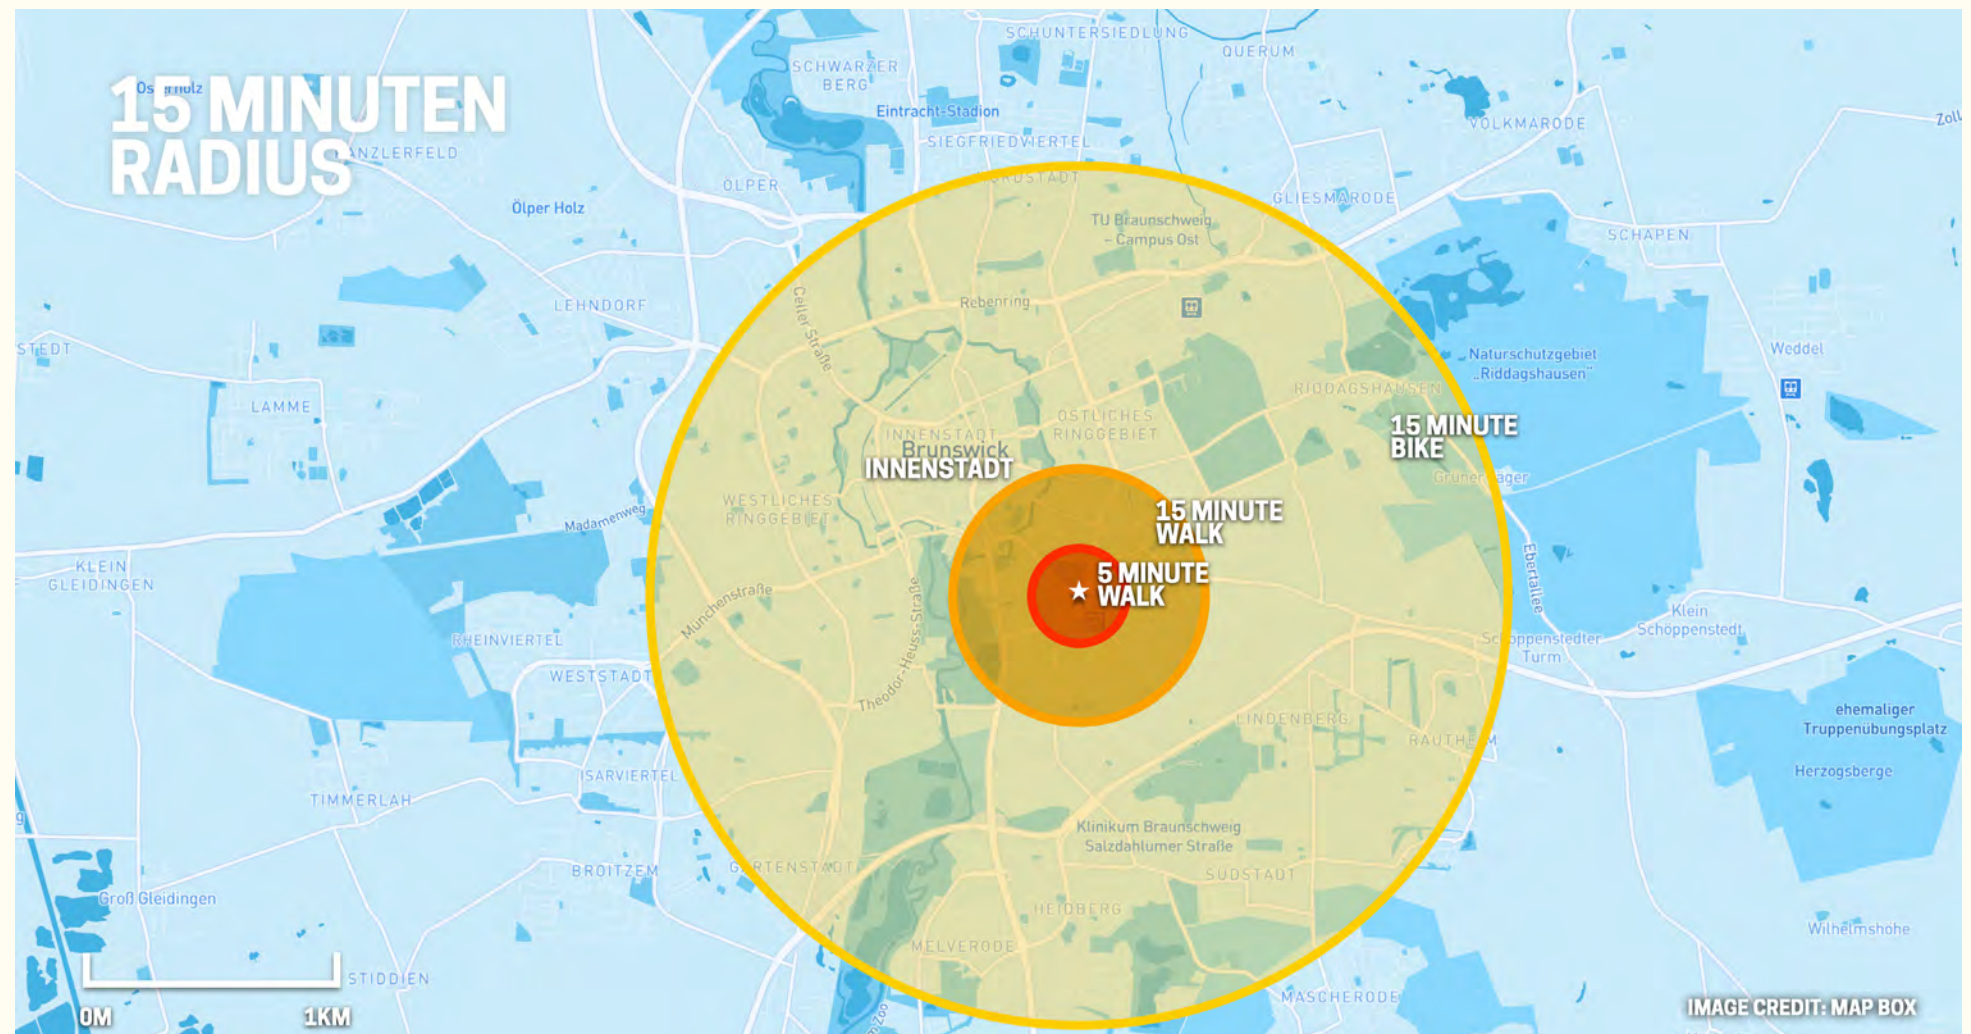 15 MINUTEN
RADIUS
SCHUNTERSIEDLUNG
QUERUM
SCHWARZER
BERG
Eintracht-Stadion
SIEGFRIEDVIERTEL
VOLKMARODE
ÖLPER
NORDSTADT
GLIESMARODE
Ölper Holz
TU Braunschweig
– Campus Ost
SCHAPEN
LEHNDORF
Celler Straße
Rebenring
Weddel
Naturschutzgebiet
„Riddagshausen“
RIDDAGSHAUSEN
LAMME
ÖSTLICHES
RINGGEBIET
INNENSTADT
Brunswick
INNENSTADT
15 MINUTE
BIKE
WESTLICHES
RINGGEBIET
Madamenweg
15 MINUTE
WALK
5 MINUTE
WALK
Ebertallee
KLEIN
GLEIDINGEN
Münchenstraße
Theodor-Heuss-Straße
RHEINVIERTEL
WESTSTADT
Klein
Schöppenstedt
Schöppenstedter
Turm
LINDENBERG
RAUTHEIM
ehemaliger
Truppenübungsplatz
Herzogsberge
ISARVIERTEL
TIMMERLAH
Klinikum Braunschweig
Salzdahlumer Straße
BROITZEM
GARTENSTADT
SÜDSTADT
Groß Gleidingen
HEIDBERG
MELVERODE
Wilhelmshöhe
STIDDIEN
MASCHERODE
0M
1KM
IMAGE CREDIT: MAP BOX